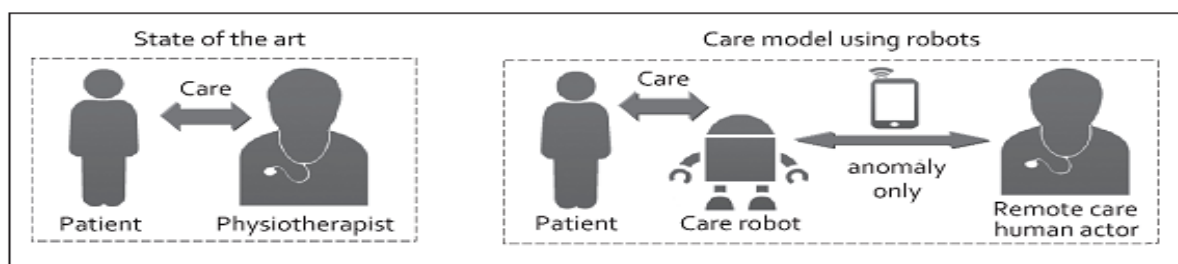 State of the art
Care
Patient
Physiotherapist
Care model using robots
Care
anomaly
only
Patient
Care robot
Remote care
human actor